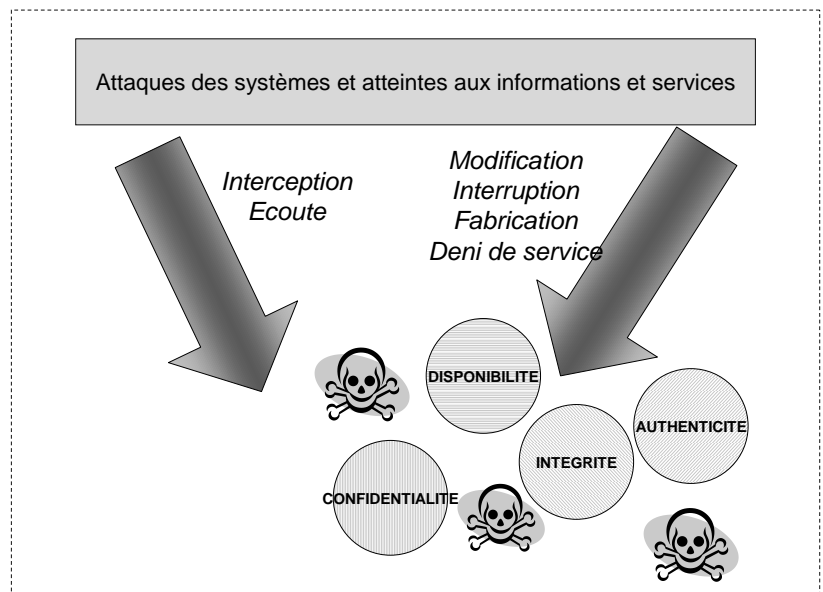 Attaques des systèmes et atteintes aux informations et services
Interception
Ecoute
Modification
Interruption
Fabrication
Deni de service
DISPONIBILITE
AUTHENTICITE
INTEGRITE
CONFIDENTIALITE